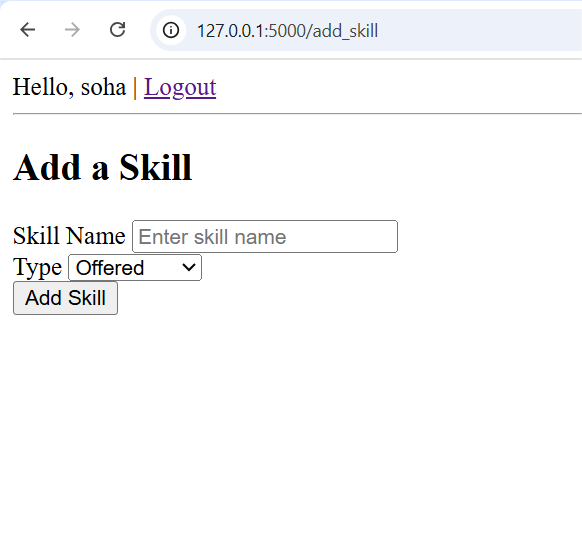 127.0.0.1:5000/add_skill
Hello, soha | Logout
Add a Skill
Skill Name Enter skill name
Type Offered
Add Skill